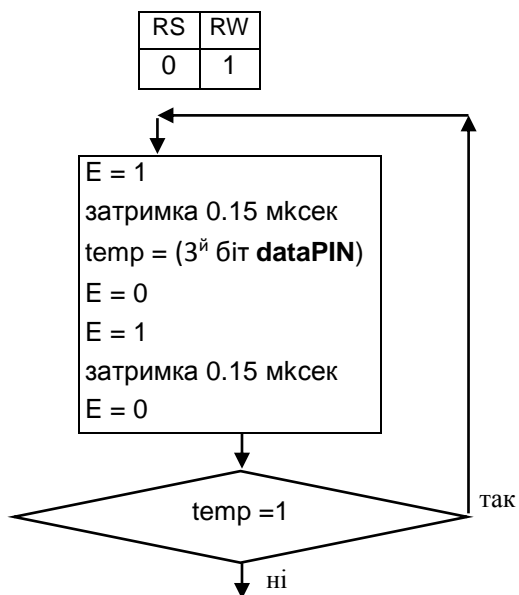 RS RW
0 1
E = 1
затримка 0.15 мксек
temp = (3й біт dataPIN)
E = 0
E = 1
затримка 0.15 мксек
E = 0
temp =1
так
ні